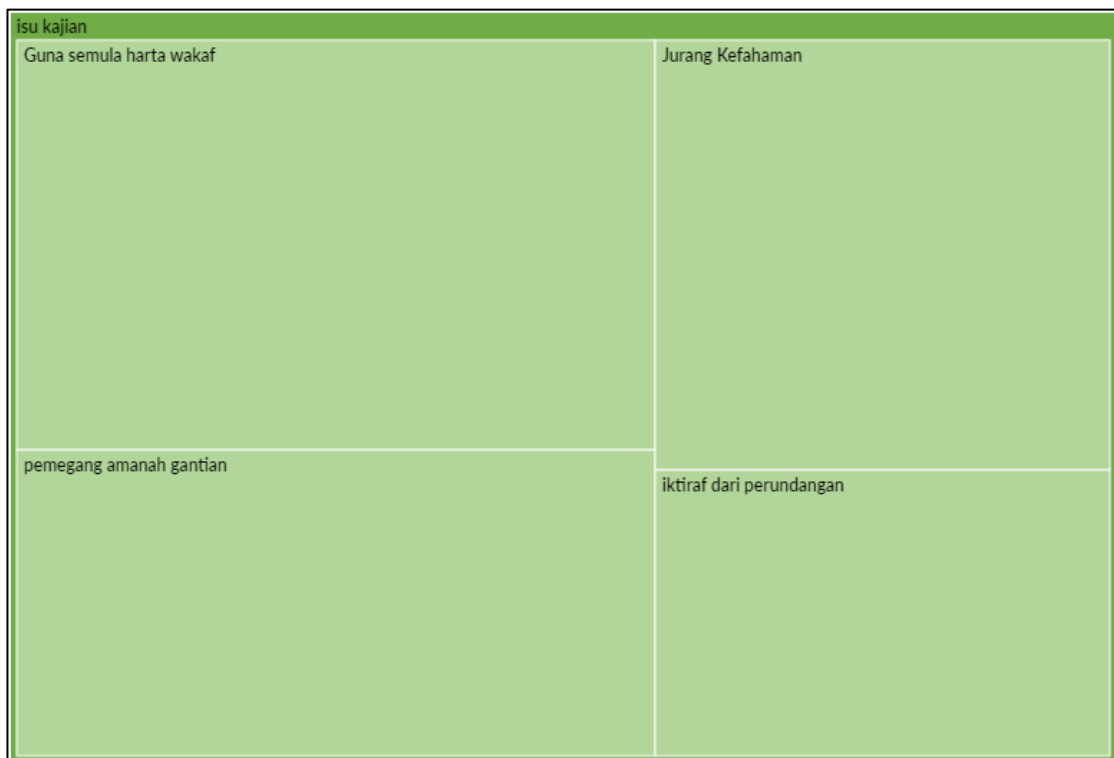 isu kajian
Guna semula harta wakaf
Jurang Kefahaman
pemegang amanah gantian
iktiraf dari perundangan